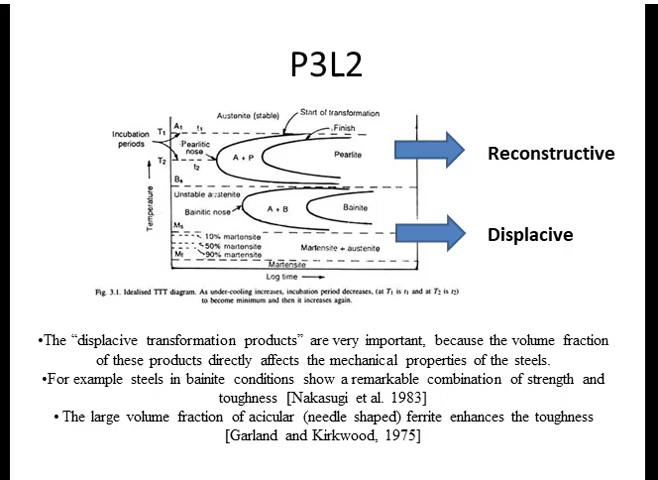 P3L2
Austenite (stable)
Start of transformation
Finish
Incubation
periods
T₁
A₁
t₁
Pearlitic
nose
A + P
Pearlite
T₂
t₂
Bₛ
Reconstructive
Temperature
Unstable austenite
Bainitic nose
A + B
Bainite
Mₛ
Displacive
10% martensite
50% martensite
90% martensite
Martensite + austenite
M_f
Martensite
Log time
Fig. 3.1. Idealised TTT diagram. As under-cooling increases, incubation period decreases, (at T₁ is t₁ and at T₂ is t₂)
to become minimum and then it increases again.
•The “displacive transformation products” are very important, because the volume fraction
of these products directly affects the mechanical properties of the steels.
•For example steels in bainite conditions show a remarkable combination of strength and
toughness [Nakasugi et al. 1983]
• The large volume fraction of acicular (needle shaped) ferrite enhances the toughness
[Garland and Kirkwood, 1975]